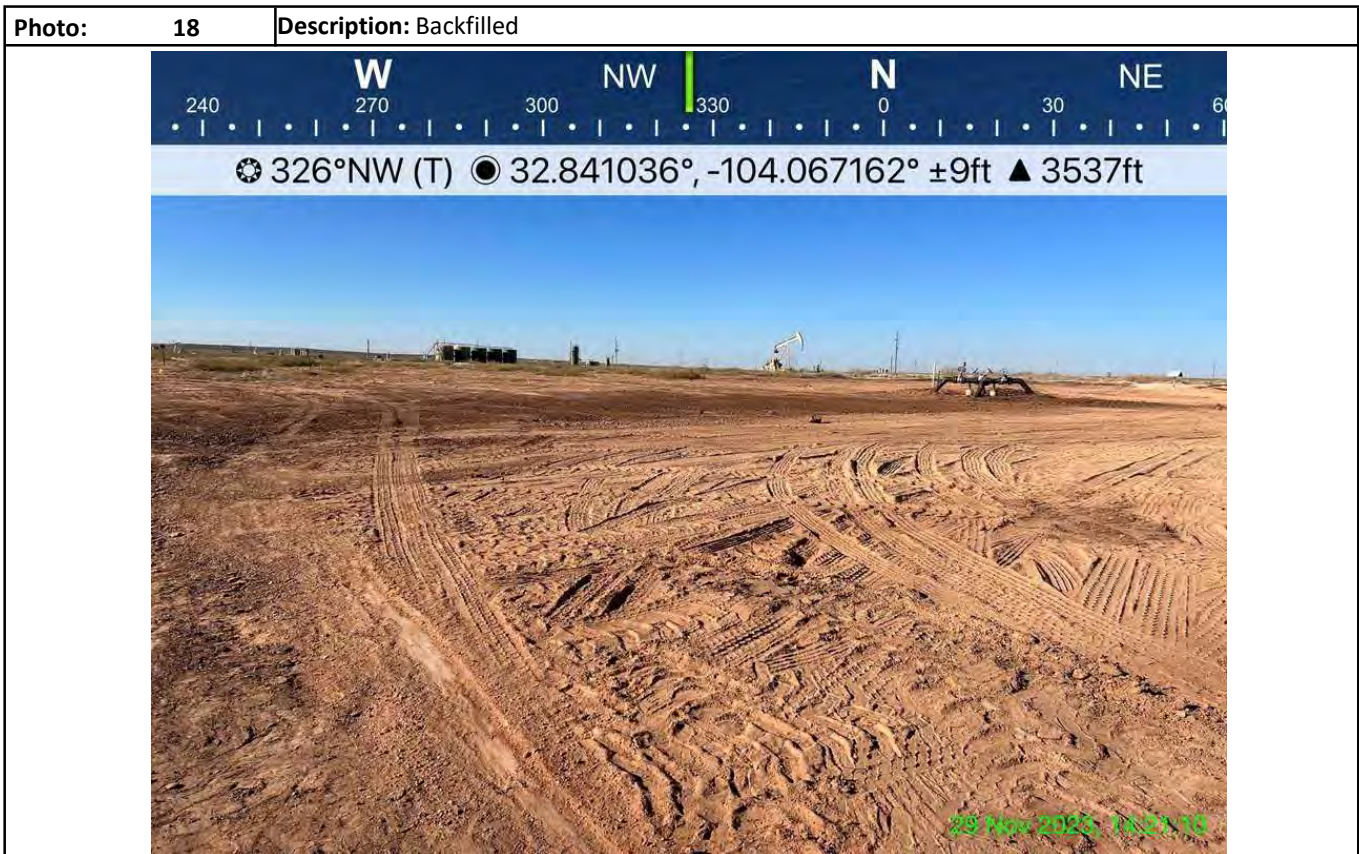 Photo: 18 Description: Backfilled
W NW N NE
240 270 300 330 0 30 60
326°NW (T) 32.841036°, -104.067162° ±9ft ▲ 3537ft
29 Nov 2023, 14:21:10